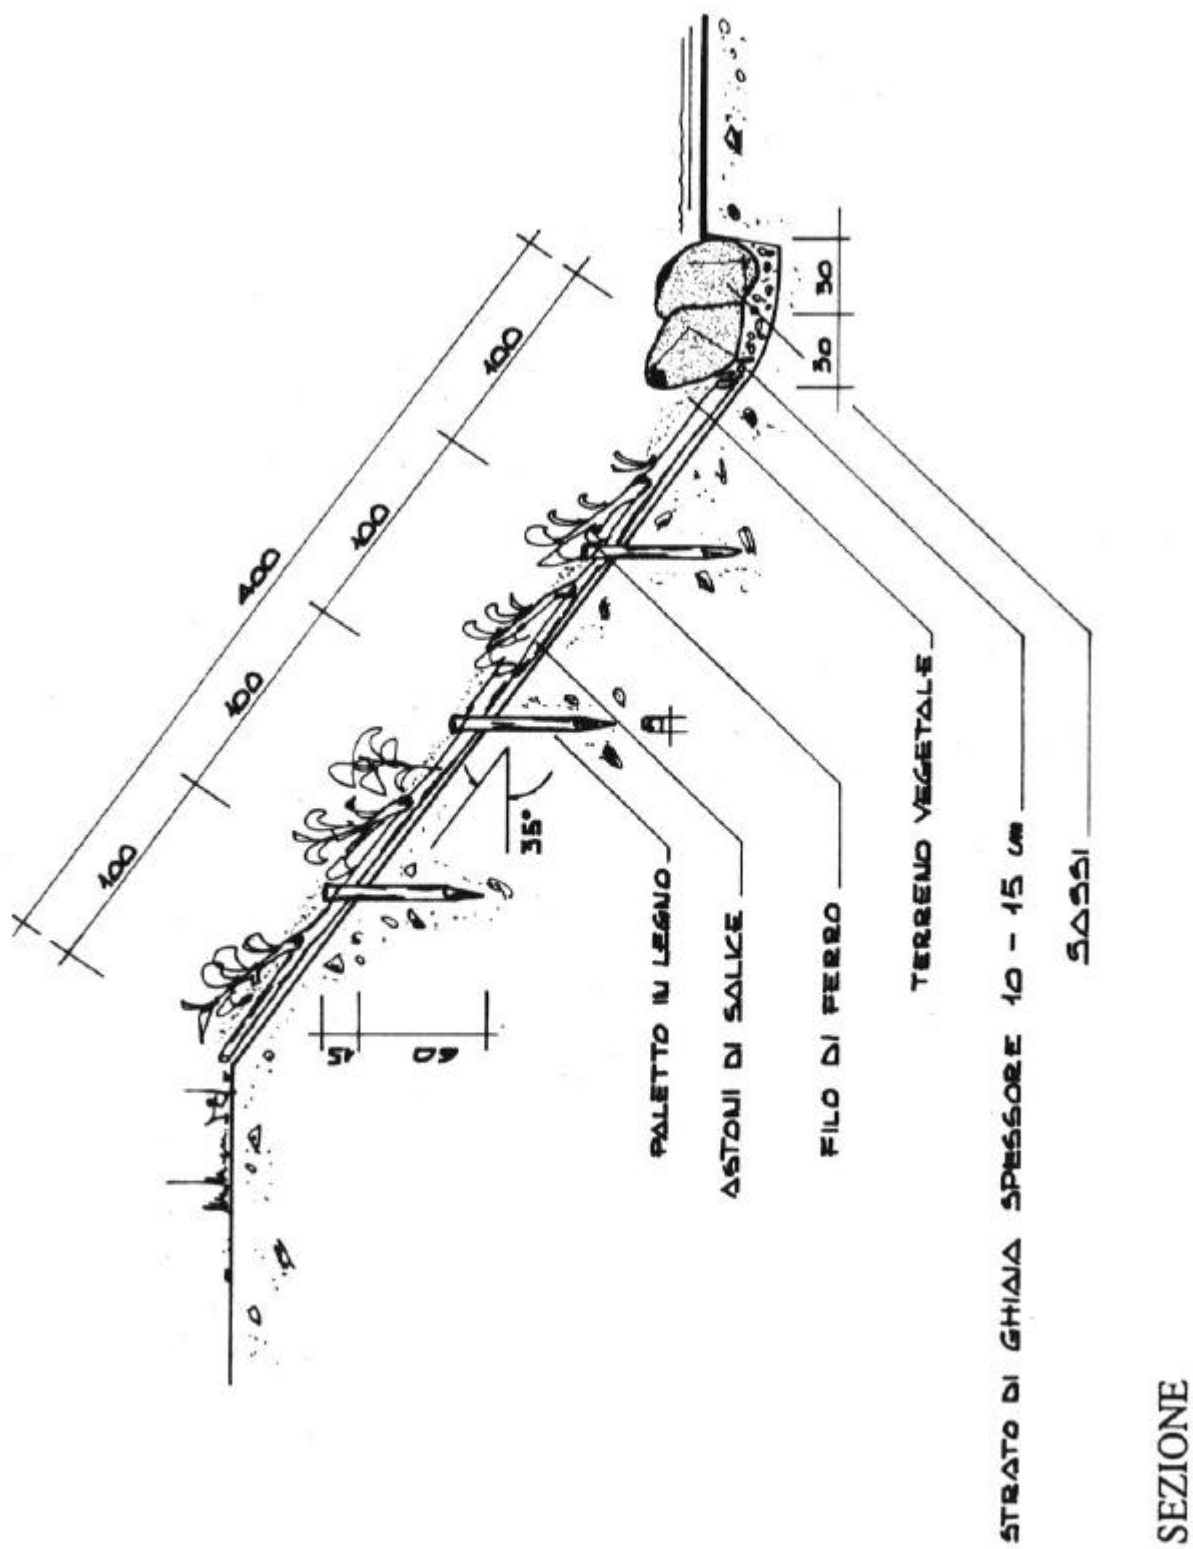 400
100
100
100
100
30
30
15
60
35°
PALETTO IN LEGNO
ASTONI DI SALICE
FILO DI FERRO
TERRENO VEGETALE
STRATO DI GHIAIA SPESSORE 10 - 15 cm
SASSI
SEZIONE